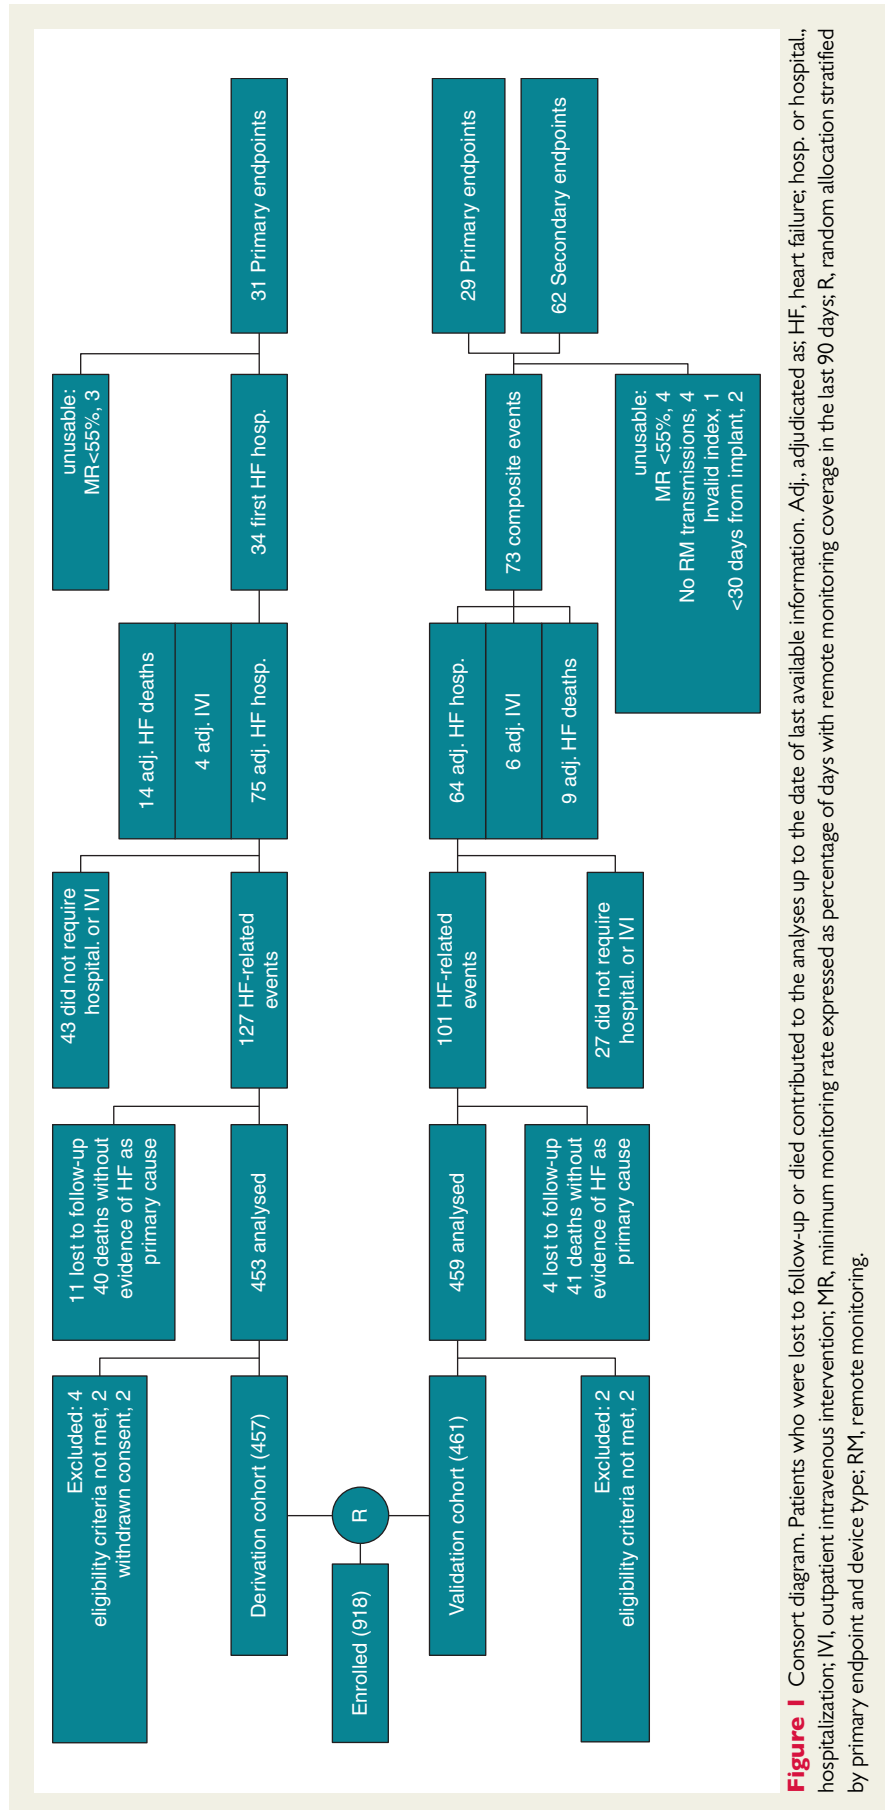 Excluded: 4
eligibility criteria not met, 2
withdrawn consent, 2
11 lost to follow-up
40 deaths without
evidence of HF as
primary cause
43 did not require
hospital. or IVI
14 adj. HF deaths
4 adj. IVI
75 adj. HF hosp.
unusable:
MR<55%, 3
Derivation cohort (457)
453 analysed
127 HF-related
events
34 first HF hosp.
31 Primary endpoints
Enrolled (918)
R
Validation cohort (461)
459 analysed
101 HF-related
events
64 adj. HF hosp.
6 adj. IVI
9 adj. HF deaths
73 composite events
29 Primary endpoints
62 Secondary endpoints
Excluded: 2
eligibility criteria not met, 2
4 lost to follow-up
41 deaths without
evidence of HF as
primary cause
27 did not require
hospital. or IVI
unusable:
MR <55%, 4
No RM transmissions, 4
Invalid index, 1
<30 days from implant, 2
Figure 1 Consort diagram. Patients who were lost to follow-up or died contributed to the analyses up to the date of last available information. Adj., adjudicated as; HF, heart failure; hosp. or hospital.,
hospitalization; IVI, outpatient intravenous intervention; MR, minimum monitoring rate expressed as percentage of days with remote monitoring coverage in the last 90 days; R, random allocation stratified
by primary endpoint and device type; RM, remote monitoring.